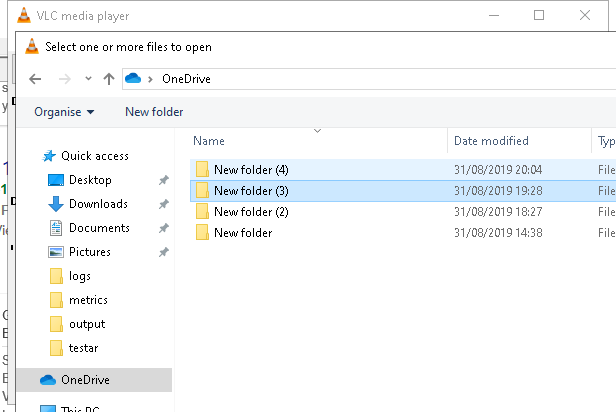 VLC media player
Select one or more files to open
OneDrive
Organise New folder
Name Date modified Typ
Quick access
Desktop
Downloads
Documents
Pictures
logs
metrics
output
testar
OneDrive
This PC
New folder (4) 31/08/2019 20:04 File
New folder (3) 31/08/2019 19:28 File
New folder (2) 31/08/2019 18:27 File
New folder 31/08/2019 14:38 File